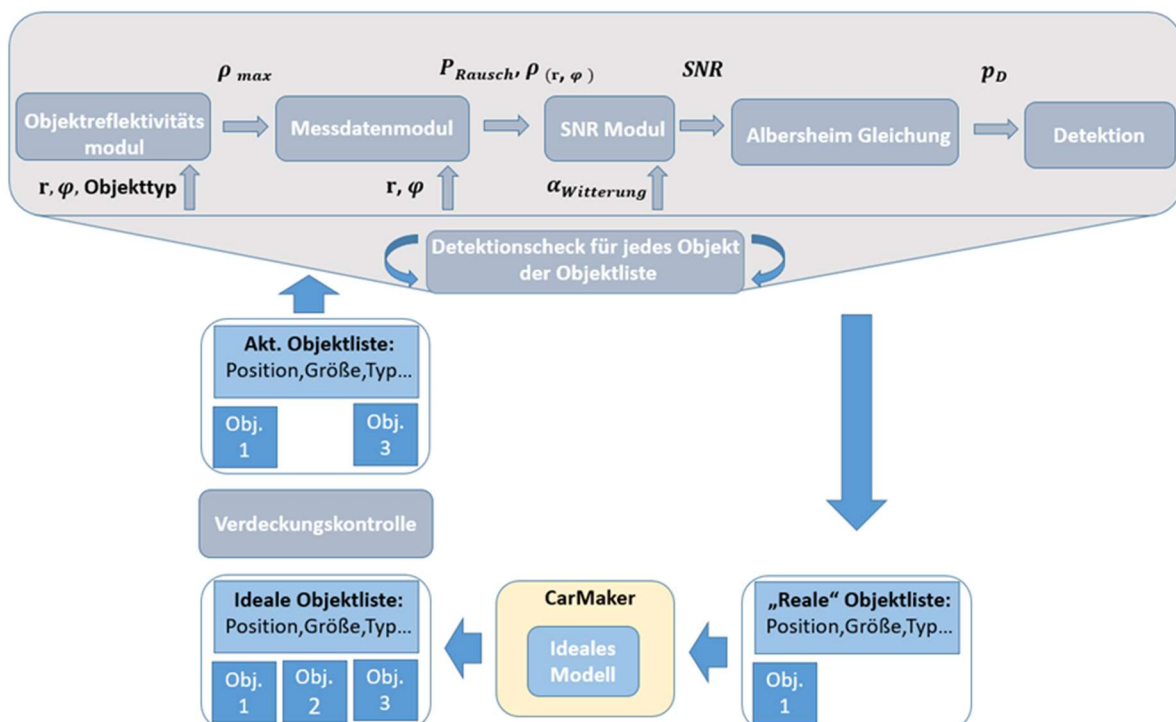 ρ max
P Rausch, ρ (r, φ)
SNR
p D
Objektreflektivitäts
modul
Messdatenmodul
SNR Modul
Albersheim Gleichung
Detektion
r, φ, Objekttyp
r, φ
α Witterung
Detektionscheck für jedes Objekt
der Objektliste
Akt. Objektliste:
Position,Größe,Typ...
Obj.
1
Obj.
3
Verdeckungskontrolle
Ideale Objektliste:
Position,Größe,Typ...
Obj.
1
Obj.
2
Obj.
3
CarMaker
Ideales
Modell
„Reale“ Objektliste:
Position,Größe,Typ...
Obj.
1